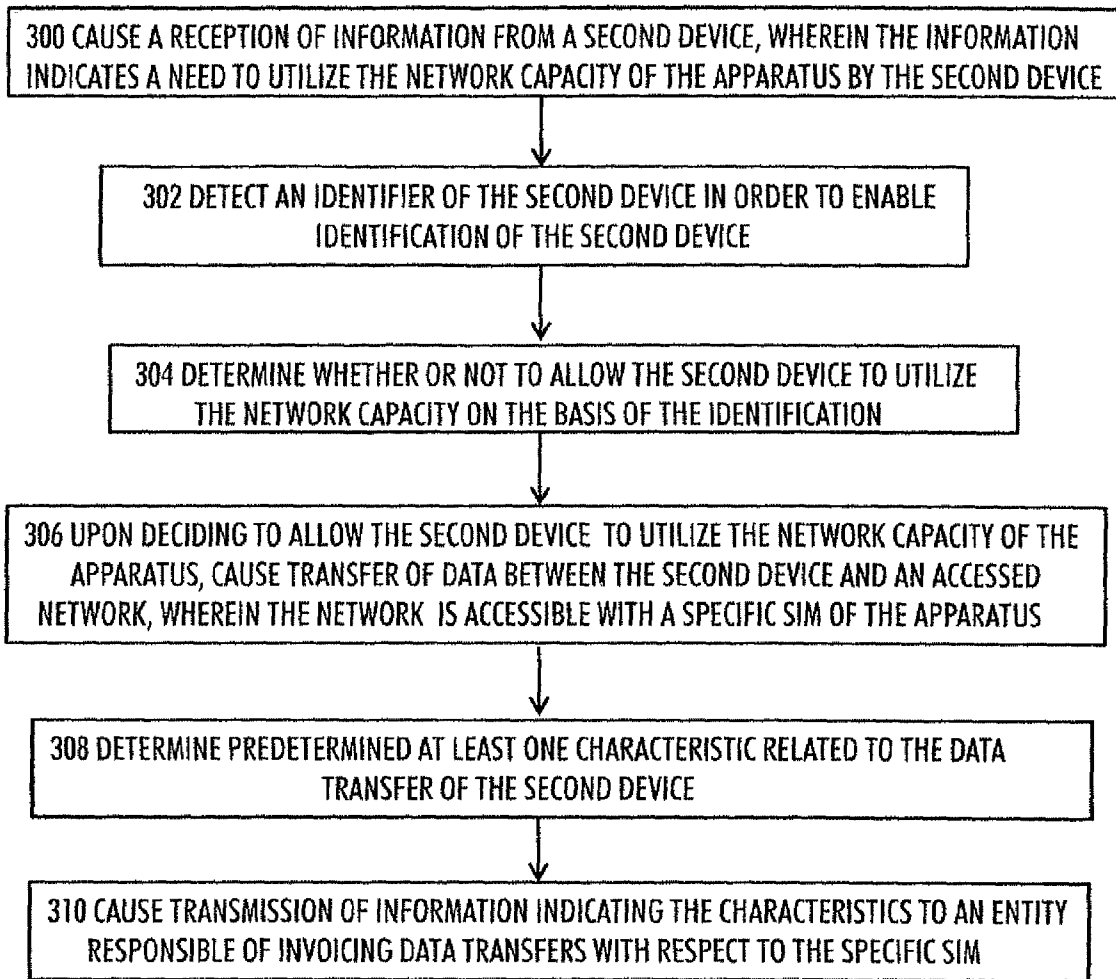 300 CAUSE A RECEPTION OF INFORMATION FROM A SECOND DEVICE, WHEREIN THE INFORMATION
INDICATES A NEED TO UTILIZE THE NETWORK CAPACITY OF THE APPARATUS BY THE SECOND DEVICE
302 DETECT AN IDENTIFIER OF THE SECOND DEVICE IN ORDER TO ENABLE
IDENTIFICATION OF THE SECOND DEVICE
304 DETERMINE WHETHER OR NOT TO ALLOW THE SECOND DEVICE TO UTILIZE
THE NETWORK CAPACITY ON THE BASIS OF THE IDENTIFICATION
306 UPON DECIDING TO ALLOW THE SECOND DEVICE TO UTILIZE THE NETWORK CAPACITY OF THE
APPARATUS, CAUSE TRANSFER OF DATA BETWEEN THE SECOND DEVICE AND AN ACCESSED
NETWORK, WHEREIN THE NETWORK IS ACCESSIBLE WITH A SPECIFIC SIM OF THE APPARATUS
308 DETERMINE PREDETERMINED AT LEAST ONE CHARACTERISTIC RELATED TO THE DATA
TRANSFER OF THE SECOND DEVICE
310 CAUSE TRANSMISSION OF INFORMATION INDICATING THE CHARACTERISTICS TO AN ENTITY
RESPONSIBLE OF INVOICING DATA TRANSFERS WITH RESPECT TO THE SPECIFIC SIM